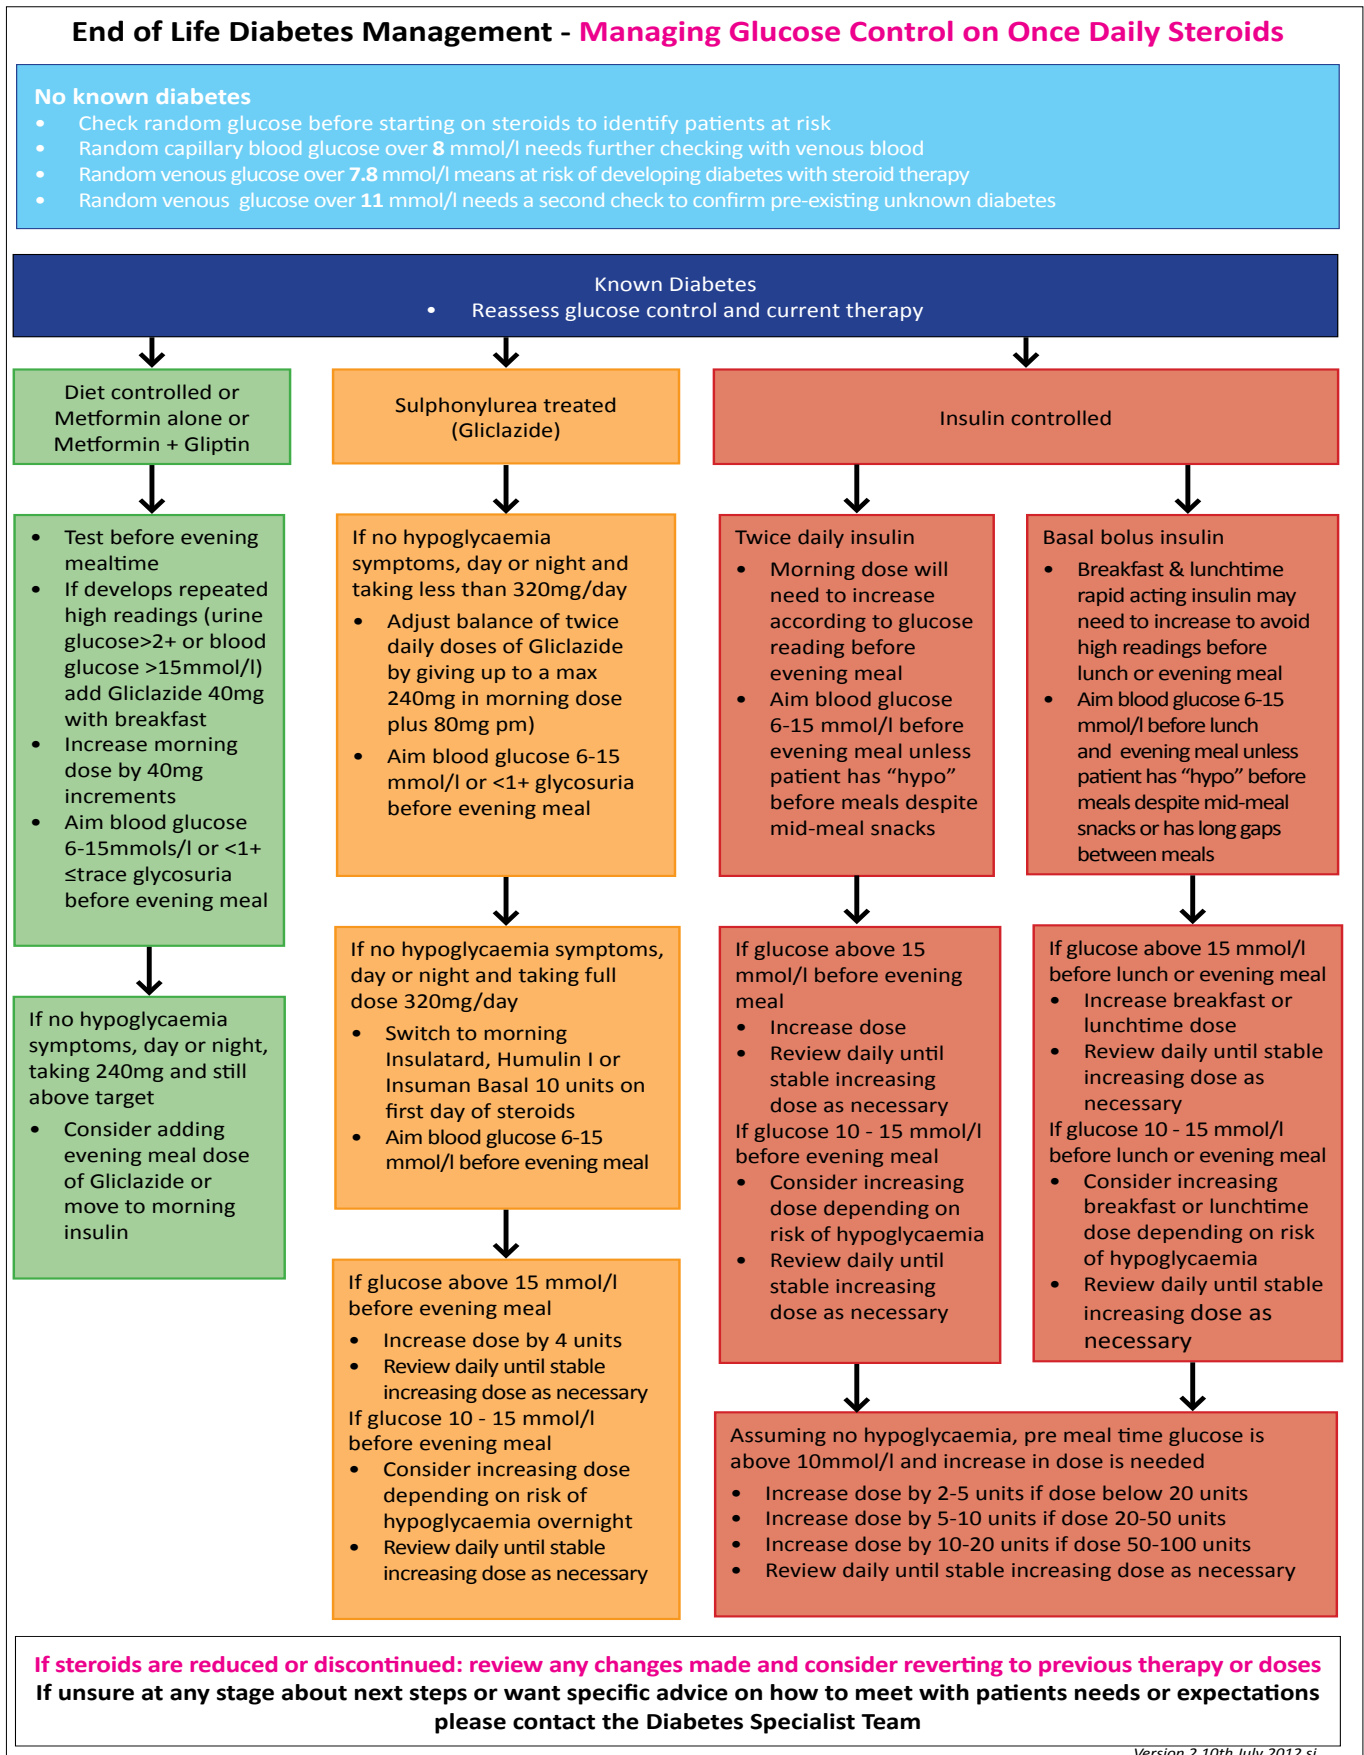 End of Life Diabetes Management - Managing Glucose Control on Once Daily Steroids
No known diabetes
• Check random glucose before starting on steroids to identify patients at risk
• Random capillary blood glucose over 8 mmol/l needs further checking with venous blood
• Random venous glucose over 7.8 mmol/l means at risk of developing diabetes with steroid therapy
• Random venous glucose over 11 mmol/l needs a second check to confirm pre-existing unknown diabetes
Known Diabetes
• Reassess glucose control and current therapy
Diet controlled or
Metformin alone or
Metformin + Gliptin
• Test before evening
mealtime
• If develops repeated
high readings (urine
glucose>2+ or blood
glucose >15mmol/l)
add Gliclazide 40mg
with breakfast
• Increase morning
dose by 40mg
increments
• Aim blood glucose
6-15mmols/l or <1+
≤trace glycosuria
before evening meal
If no hypoglycaemia
symptoms, day or night,
taking 240mg and still
above target
• Consider adding
evening meal dose
of Gliclazide or
move to morning
insulin
Sulphonylurea treated
(Gliclazide)
If no hypoglycaemia
symptoms, day or night and
taking less than 320mg/day
• Adjust balance of twice
daily doses of Gliclazide
by giving up to a max
240mg in morning dose
plus 80mg pm)
• Aim blood glucose 6-15
mmol/l or <1+ glycosuria
before evening meal
If no hypoglycaemia symptoms,
day or night and taking full
dose 320mg/day
• Switch to morning
Insulatard, Humulin I or
Insuman Basal 10 units on
first day of steroids
• Aim blood glucose 6-15
mmol/l before evening meal
If glucose above 15 mmol/l
before evening meal
• Increase dose by 4 units
• Review daily until stable
increasing dose as necessary
If glucose 10 - 15 mmol/l
before evening meal
• Consider increasing dose
depending on risk of
hypoglycaemia overnight
• Review daily until stable
increasing dose as necessary
Insulin controlled
Twice daily insulin
• Morning dose will
need to increase
according to glucose
reading before
evening meal
• Aim blood glucose
6-15 mmol/l before
evening meal unless
patient has “hypo”
before meals despite
mid-meal snacks
If glucose above 15
mmol/l before evening
meal
• Increase dose
• Review daily until
stable increasing
dose as necessary
If glucose 10 - 15 mmol/l
before evening meal
• Consider increasing
dose depending on
risk of hypoglycaemia
• Review daily until
stable increasing
dose as necessary
Basal bolus insulin
• Breakfast & lunchtime
rapid acting insulin may
need to increase to avoid
high readings before
lunch or evening meal
• Aim blood glucose 6-15
mmol/l before lunch
and evening meal unless
patient has “hypo” before
meals despite mid-meal
snacks or has long gaps
between meals
If glucose above 15 mmol/l
before lunch or evening meal
• Increase breakfast or
lunchtime dose
• Review daily until stable
increasing dose as
necessary
If glucose 10 - 15 mmol/l
before lunch or evening meal
• Consider increasing
breakfast or lunchtime
dose depending on risk
of hypoglycaemia
• Review daily until stable
increasing dose as
necessary
Assuming no hypoglycaemia, pre meal time glucose is
above 10mmol/l and increase in dose is needed
• Increase dose by 2-5 units if dose below 20 units
• Increase dose by 5-10 units if dose 20-50 units
• Increase dose by 10-20 units if dose 50-100 units
• Review daily until stable increasing dose as necessary
If steroids are reduced or discontinued: review any changes made and consider reverting to previous therapy or doses
If unsure at any stage about next steps or want specific advice on how to meet with patients needs or expectations
please contact the Diabetes Specialist Team
Version 2 10th July 2012 si